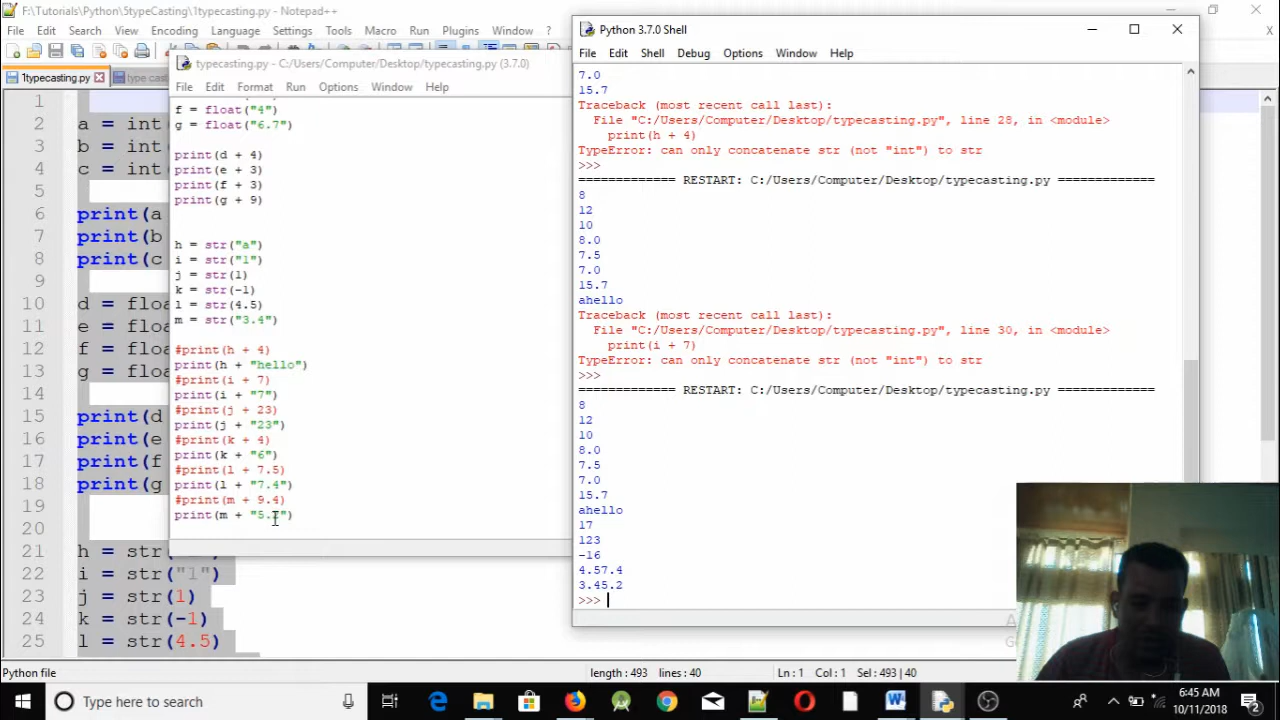 F:\Tutorials\Python\5typeCasting\1typecasting.py - Notepad++
File Edit Search View Encoding Language Settings Tools Macro Run Plugins Window ?
1typecasting.py
1
2 a = int(
3 b = int(
4 c = int(
5
6 print(a
7 print(b
8 print(c
9
10 d = floa
11 e = floa
12 f = floa
13 g = floa
14
15 print(d
16 print(e
17 print(f
18 print(g
19
20
21 h = str(
22 i = str("1")
23 j = str(1)
24 k = str(-1)
25 l = str(4.5)
Python file length : 493 lines : 40 Ln : 1 Col : 1 Sel : 493 | 40
typecasting.py - C:/Users/Computer/Desktop/typecasting.py (3.7.0)
File Edit Format Run Options Window Help
f = float("4")
g = float("6.7")
print(d + 4)
print(e + 3)
print(f + 3)
print(g + 9)
h = str("a")
i = str("1")
j = str(1)
k = str(-1)
l = str(4.5)
m = str("3.4")
#print(h + 4)
print(h + "hello")
#print(i + 7)
print(i + "7")
#print(j + 23)
print(j + "23")
#print(k + 4)
print(k + "6")
#print(l + 7.5)
print(l + "7.4")
#print(m + 9.4)
print(m + "5.2")
Python 3.7.0 Shell
File Edit Shell Debug Options Window Help
7.0
15.7
Traceback (most recent call last):
File "C:/Users/Computer/Desktop/typecasting.py", line 28, in <module>
print(h + 4)
TypeError: can only concatenate str (not "int") to str
>>>
============= RESTART: C:/Users/Computer/Desktop/typecasting.py =============
8
12
10
8.0
7.5
7.0
15.7
ahello
Traceback (most recent call last):
File "C:/Users/Computer/Desktop/typecasting.py", line 30, in <module>
print(i + 7)
TypeError: can only concatenate str (not "int") to str
>>>
============= RESTART: C:/Users/Computer/Desktop/typecasting.py =============
8
12
10
8.0
7.5
7.0
15.7
ahello
17
123
-16
4.57.4
3.45.2
>>>
Type here to search
6:45 AM
10/11/2018
2